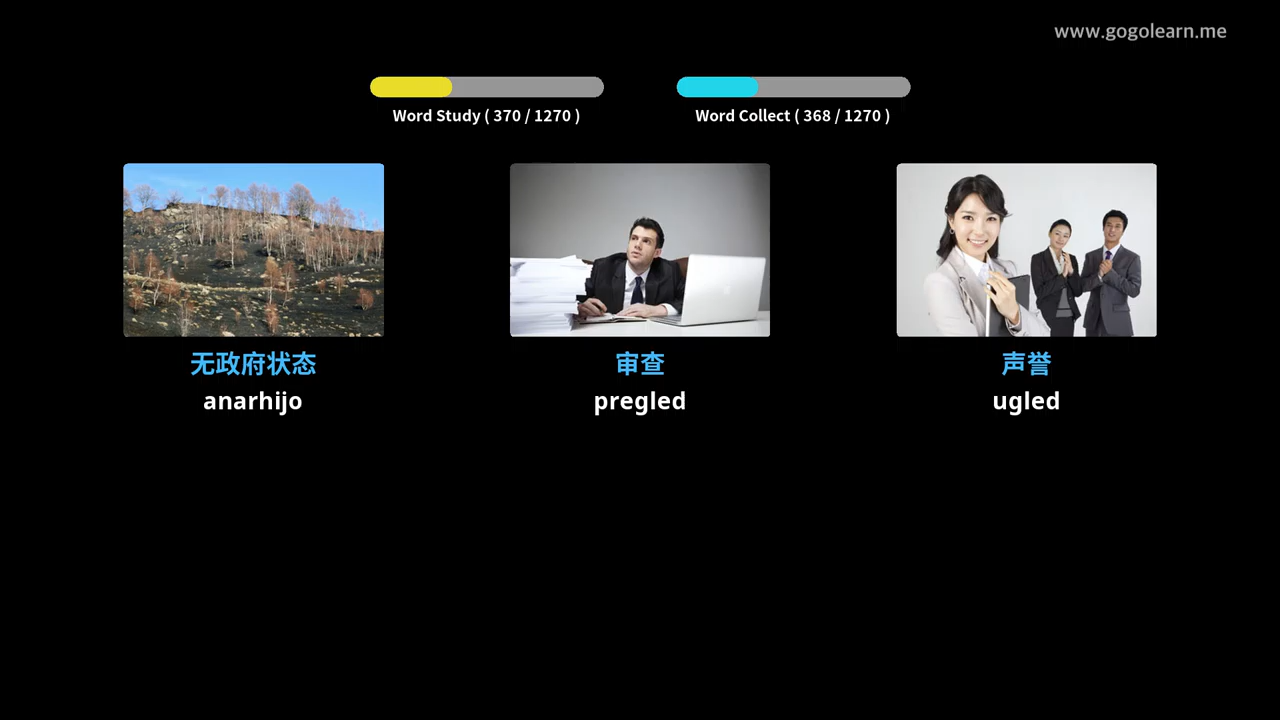 www.gogolearn.me
Word Study ( 370 / 1270 )
Word Collect ( 368 / 1270 )
无政府状态
anarhijo
审查
pregled
声誉
ugled